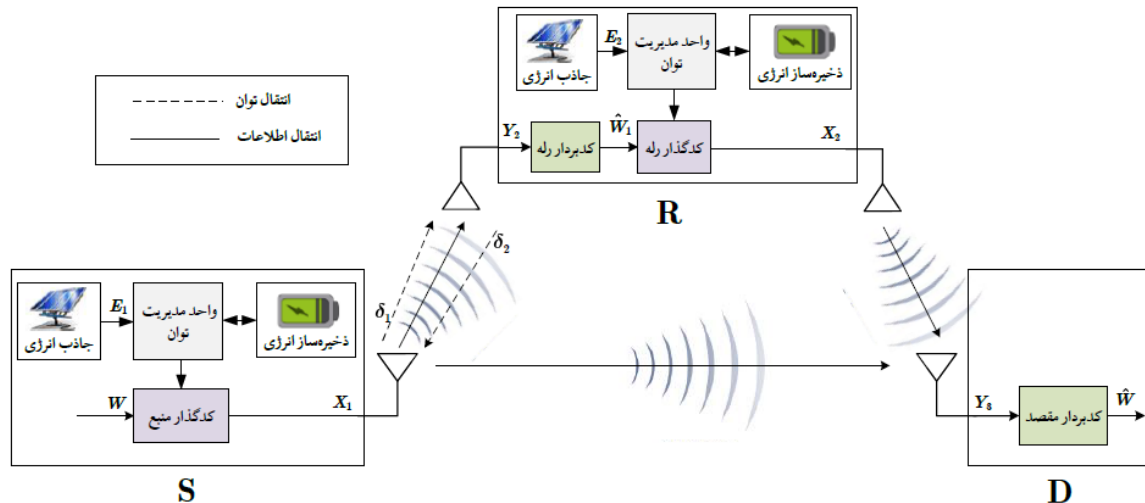 انتقال توان
انتقال اطلاعات
E₂
جاذب انرژی
واحد مدیریت
توان
ذخیره‌ساز انرژی
Y₂
کدبردار رله
Ŵ₁
کدگذار رله
X₂
R
δ₁
δ₂
E₁
جاذب انرژی
واحد مدیریت
توان
ذخیره‌ساز انرژی
W
کدگذار منبع
X₁
S
Y₃
کدبردار مقصد
Ŵ
D